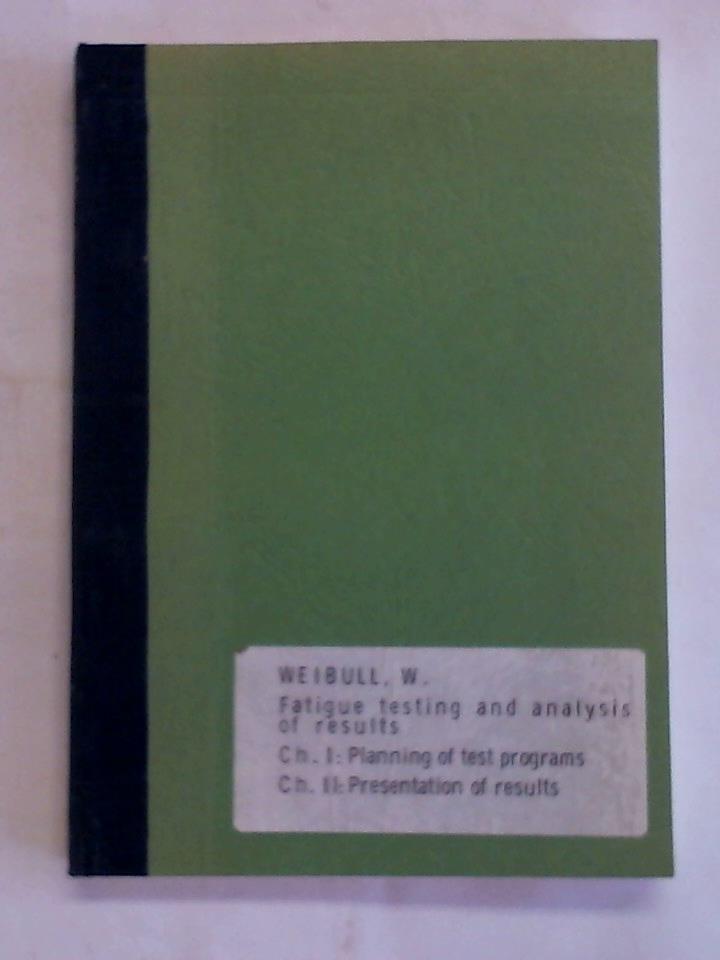 WEIBULL, W.
Fatigue testing and analysis
of results
Ch. I: Planning of test programs
Ch. II: Presentation of results